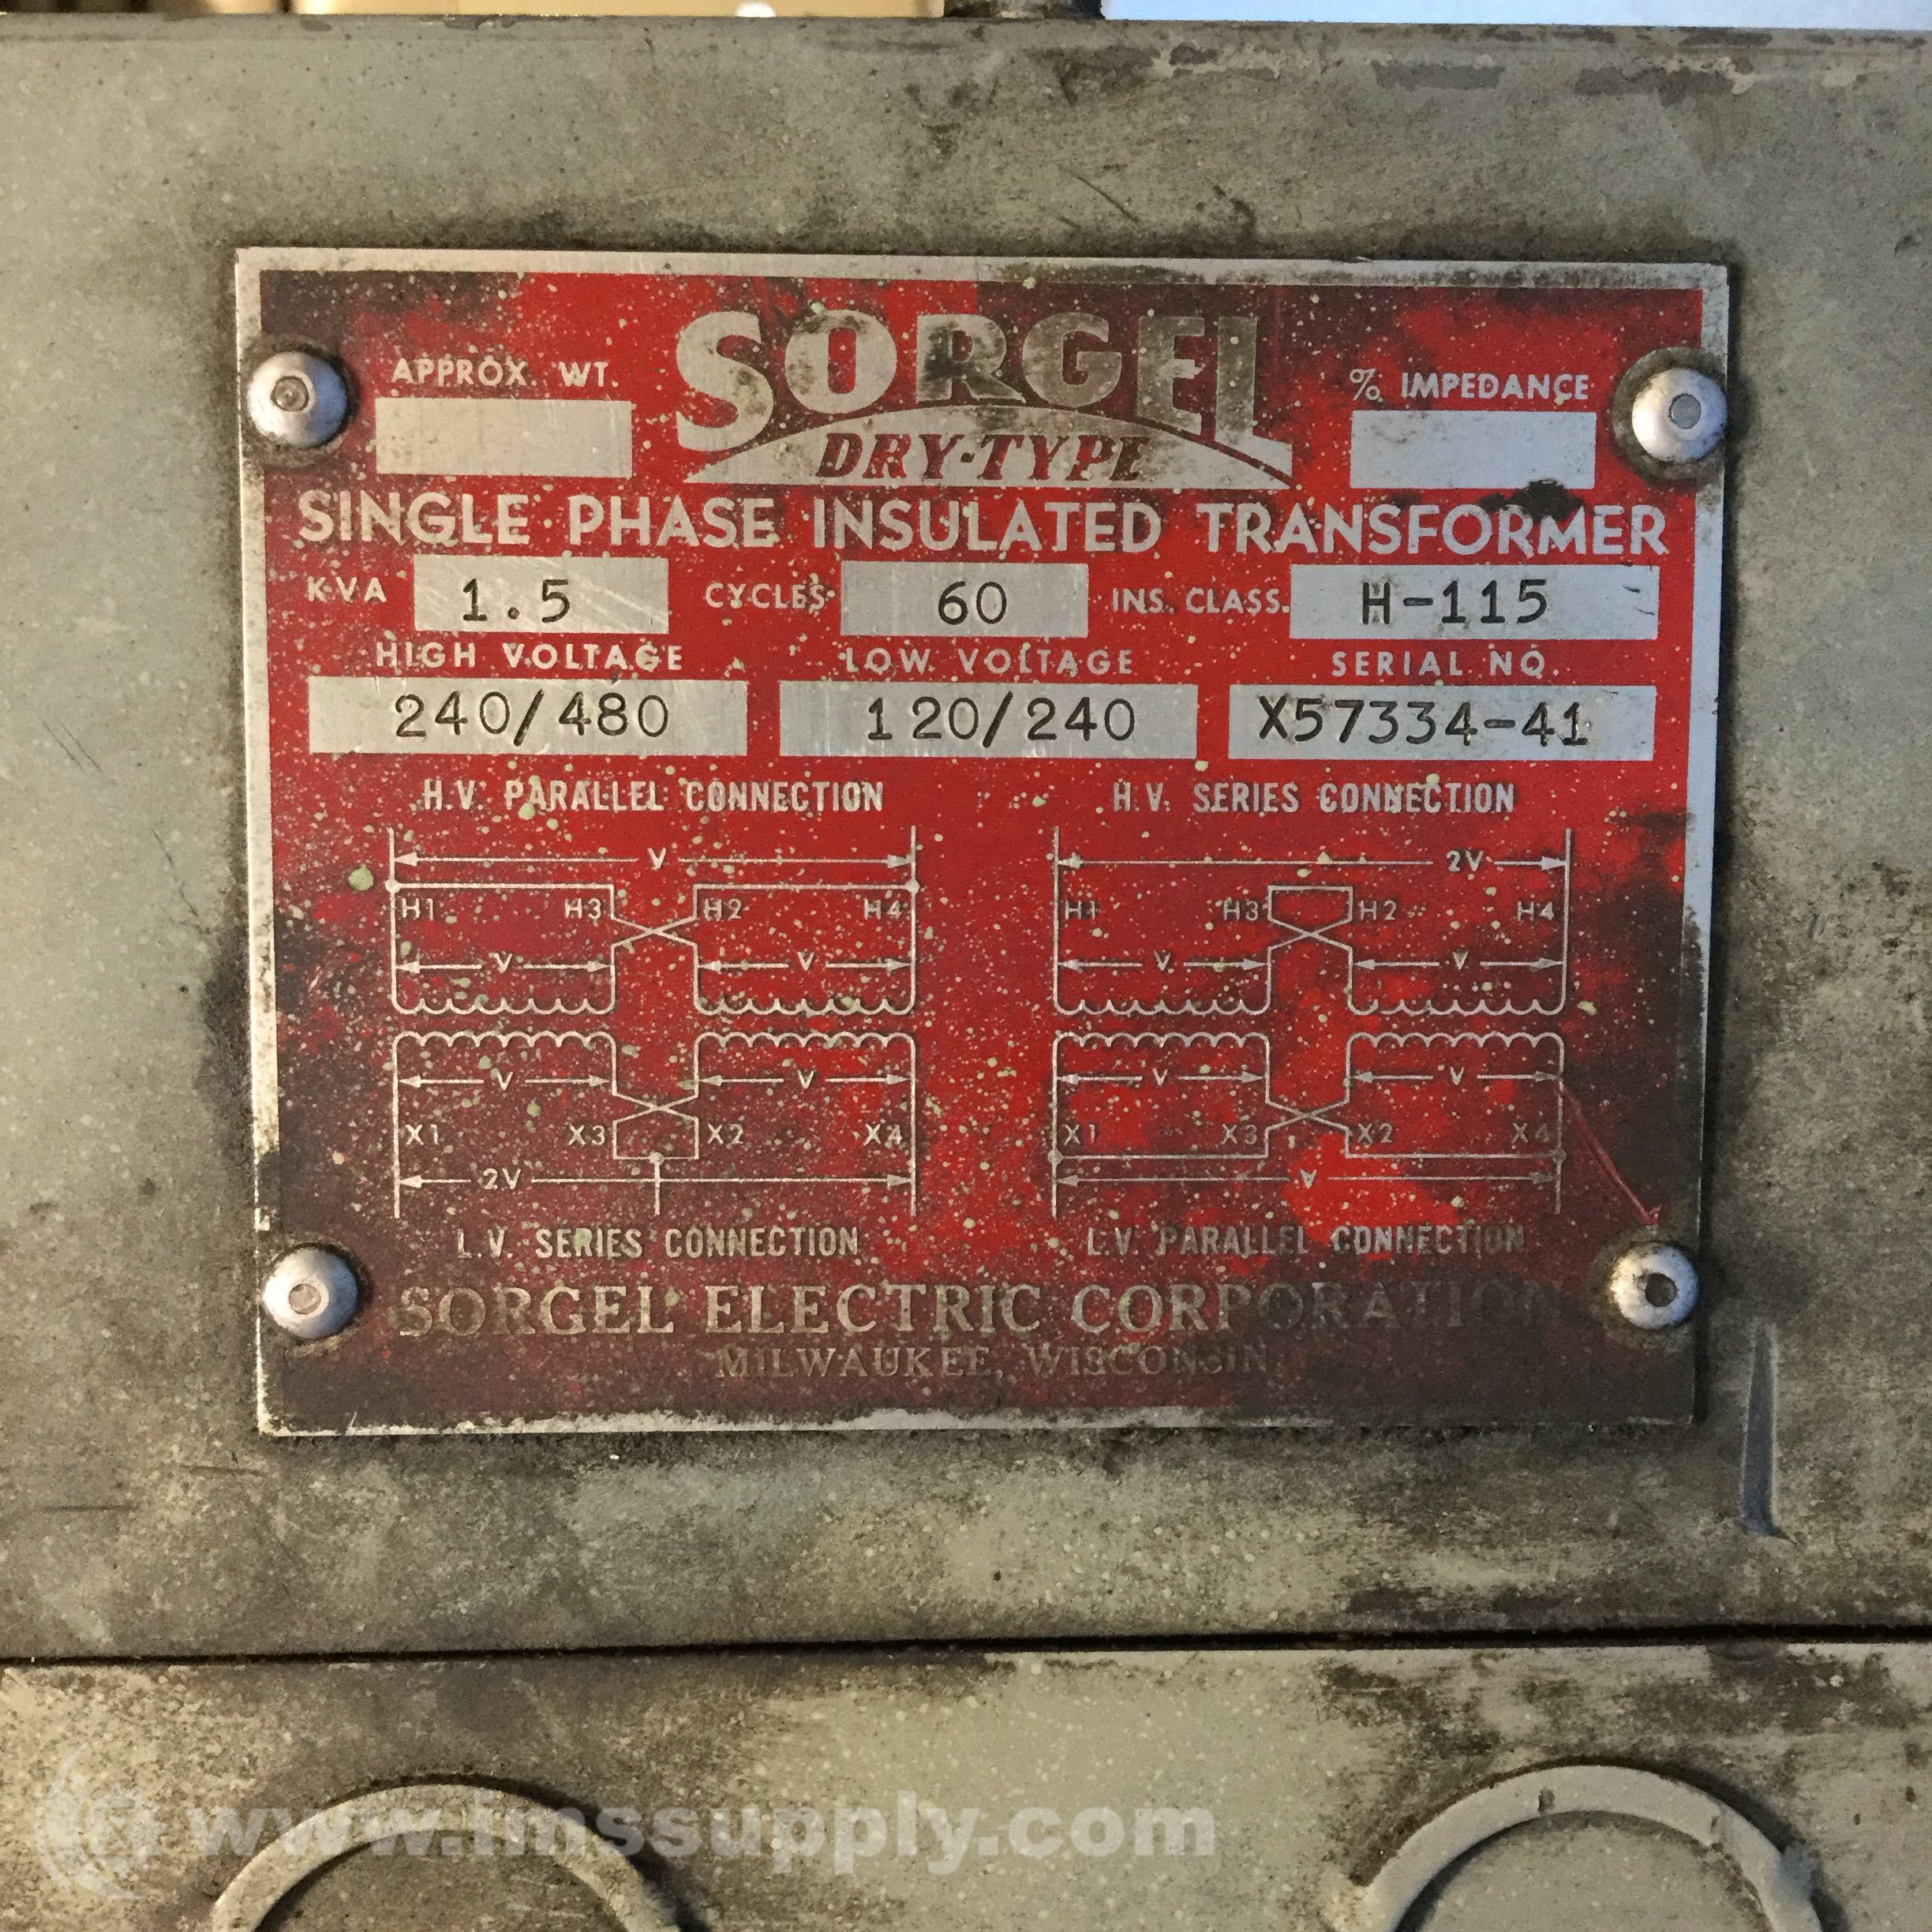 SORGEL
APPROX. WT.
% IMPEDANCE
DRY-TYPE
SINGLE PHASE INSULATED TRANSFORMER
KVA 1.5 CYCLES 60 INS. CLASS. H-115
HIGH VOLTAGE LOW VOLTAGE SERIAL NO.
240/480 120/240 X57334-41
H.V. PARALLEL CONNECTION H.V. SERIES CONNECTION
V 2V
H1 H3 H2 H4 H1 H3 H2 H4
V V V V
V V V V
X1 X3 X2 X4 X1 X3 X2 X4
2V V
L.V. SERIES CONNECTION L.V. PARALLEL CONNECTION
SORGEL ELECTRIC CORPORATION
MILWAUKEE, WISCONSIN
www.imssupply.com